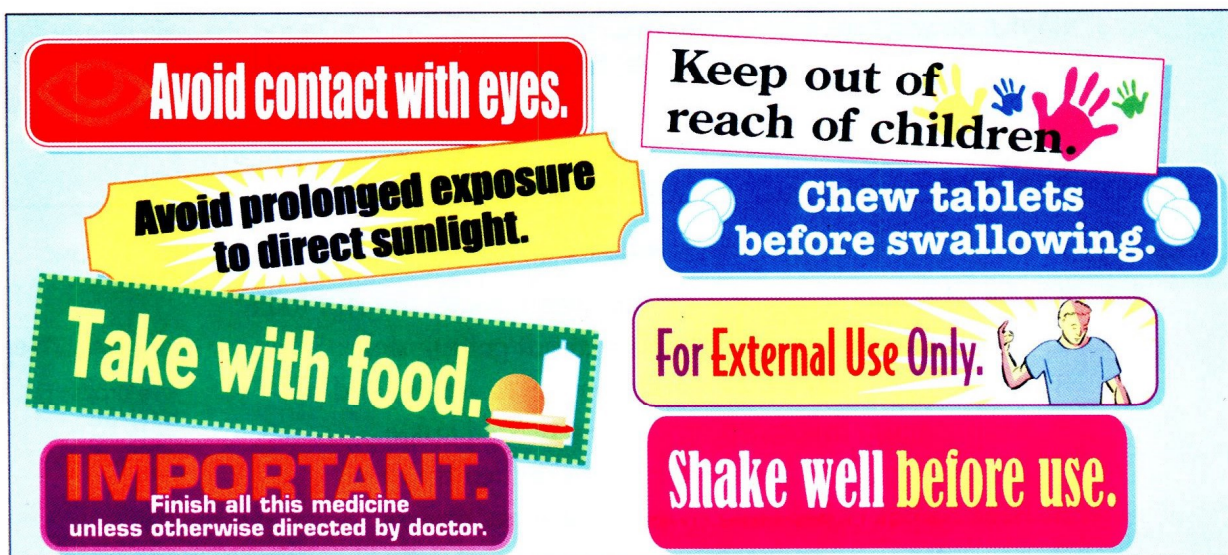 Avoid contact with eyes.
Avoid prolonged exposure
to direct sunlight.
Take with food.
IMPORTANT.
Finish all this medicine
unless otherwise directed by doctor.
Keep out of
reach of children.
Chew tablets
before swallowing.
For External Use Only.
Shake well before use.